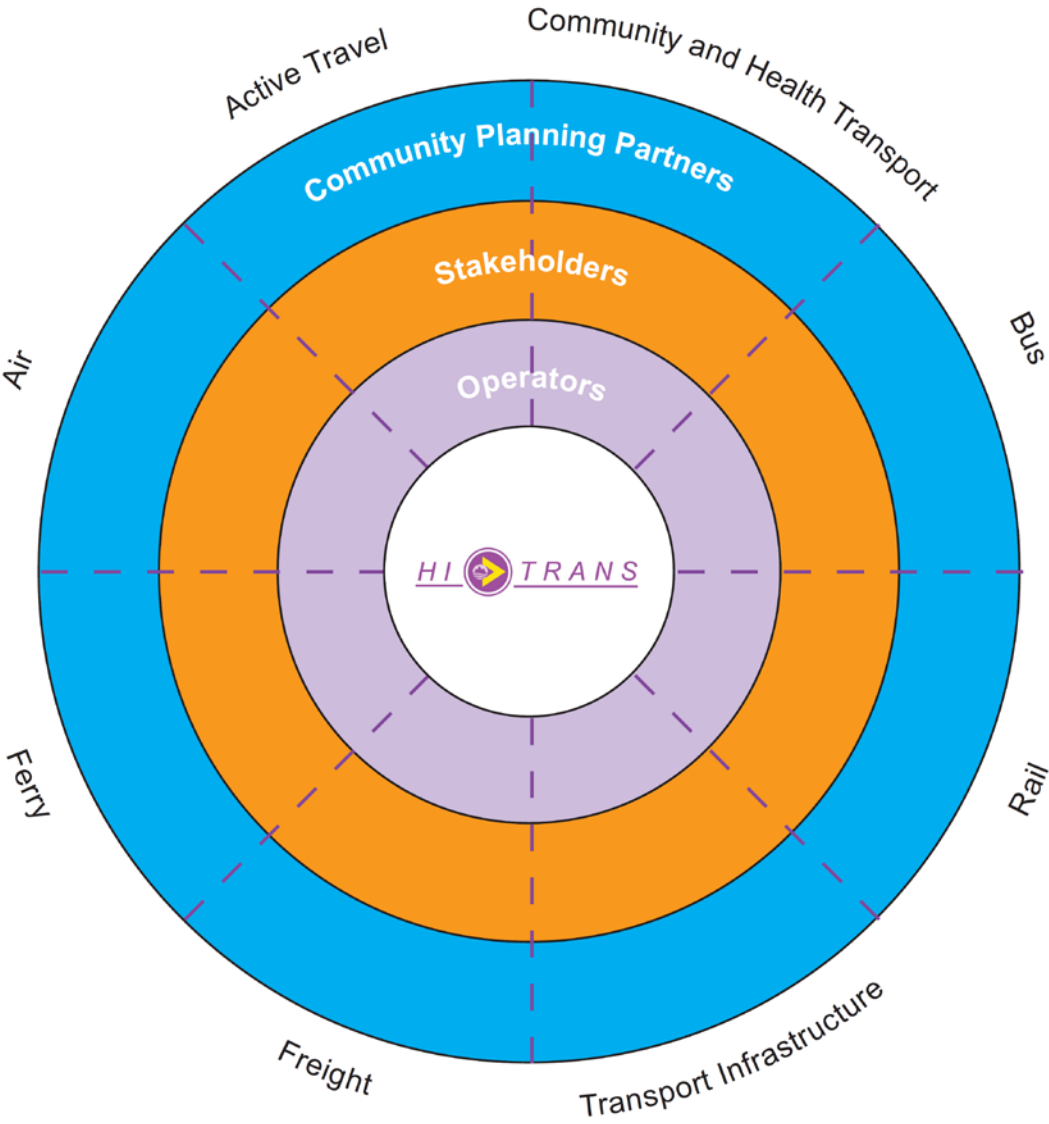 Community and Health Transport
Active Travel
Community Planning Partners
Stakeholders
Bus
Air
Operators
HI TRANS
Ferry
Rail
Freight
Transport Infrastructure